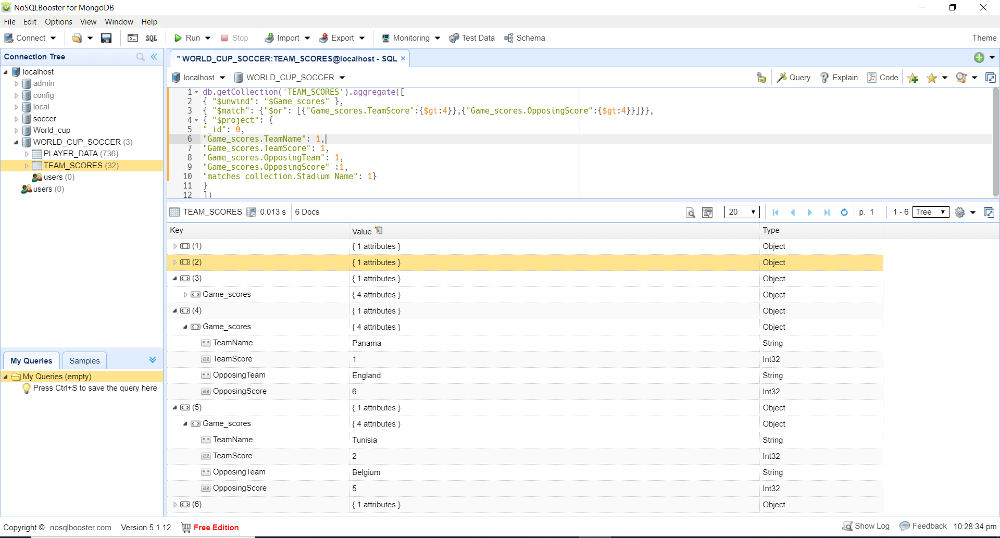 NoSQLBooster for MongoDB
File Edit Options View Window Help
Connect SQL Run Stop Import Export Monitoring Test Data Schema Theme
Connection Tree
localhost
admin
config
local
soccer
World_cup
WORLD_CUP_SOCCER (3)
PLAYER_DATA (736)
TEAM_SCORES (32)
users (0)
users (0)
My Queries Samples
My Queries (empty)
Press Ctrl+S to save the query here
* WORLD_CUP_SOCCER:TEAM_SCORES@localhost - SQL ×
localhost WORLD_CUP_SOCCER Query Explain Code
1 db.getCollection('TEAM_SCORES').aggregate([
2 { "$unwind": "$Game_scores" },
3 { "$match": {"$or": [{"Game_scores.TeamScore":{$gt:4}},{"Game_scores.OpposingScore":{$gt:4}}]}},
4 { "$project": {
5 "_id": 0,
6 "Game_scores.TeamName": 1,
7 "Game_scores.TeamScore": 1,
8 "Game_scores.OpposingTeam": 1,
9 "Game_scores.OpposingScore" :1,
10 "matches collection.Stadium Name": 1}
11 }
12 ])
TEAM_SCORES 0.013 s 6 Docs 20 p. 1 1 - 6 Tree
Key Value Type
(1) { 1 attributes } Object
(2) { 1 attributes } Object
(3) { 1 attributes } Object
Game_scores { 4 attributes } Object
(4) { 1 attributes } Object
Game_scores { 4 attributes } Object
TeamName Panama String
TeamScore 1 Int32
OpposingTeam England String
OpposingScore 6 Int32
(5) { 1 attributes } Object
Game_scores { 4 attributes } Object
TeamName Tunisia String
TeamScore 2 Int32
OpposingTeam Belgium String
OpposingScore 5 Int32
(6) { 1 attributes } Object
Copyright © nosqlbooster.com Version 5.1.12 Free Edition Show Log Feedback 10:28:34 pm